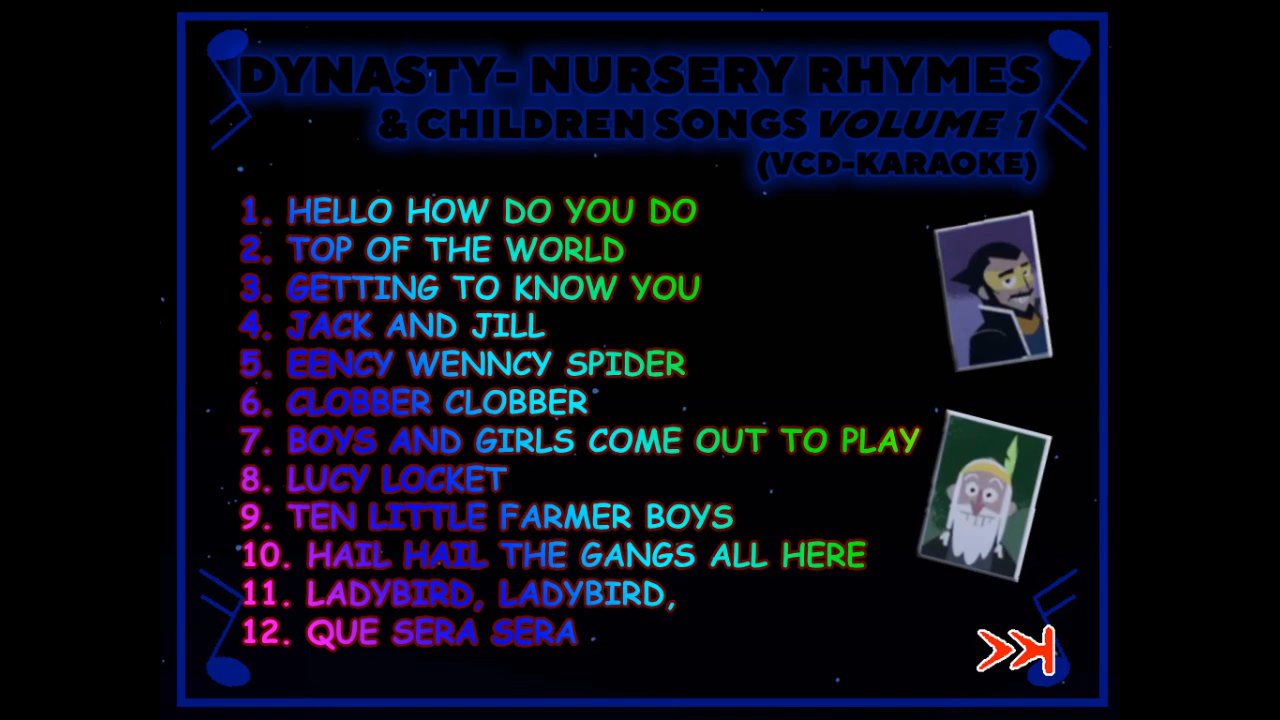 DYNASTY- NURSERY RHYMES
& CHILDREN SONGS VOLUME 1
(VCD-KARAOKE)
1. HELLO HOW DO YOU DO
2. TOP OF THE WORLD
3. GETTING TO KNOW YOU
4. JACK AND JILL
5. EENCY WENNCY SPIDER
6. CLOBBER CLOBBER
7. BOYS AND GIRLS COME OUT TO PLAY
8. LUCY LOCKET
9. TEN LITTLE FARMER BOYS
10. HAIL HAIL THE GANGS ALL HERE
11. LADYBIRD, LADYBIRD,
12. QUE SERA SERA